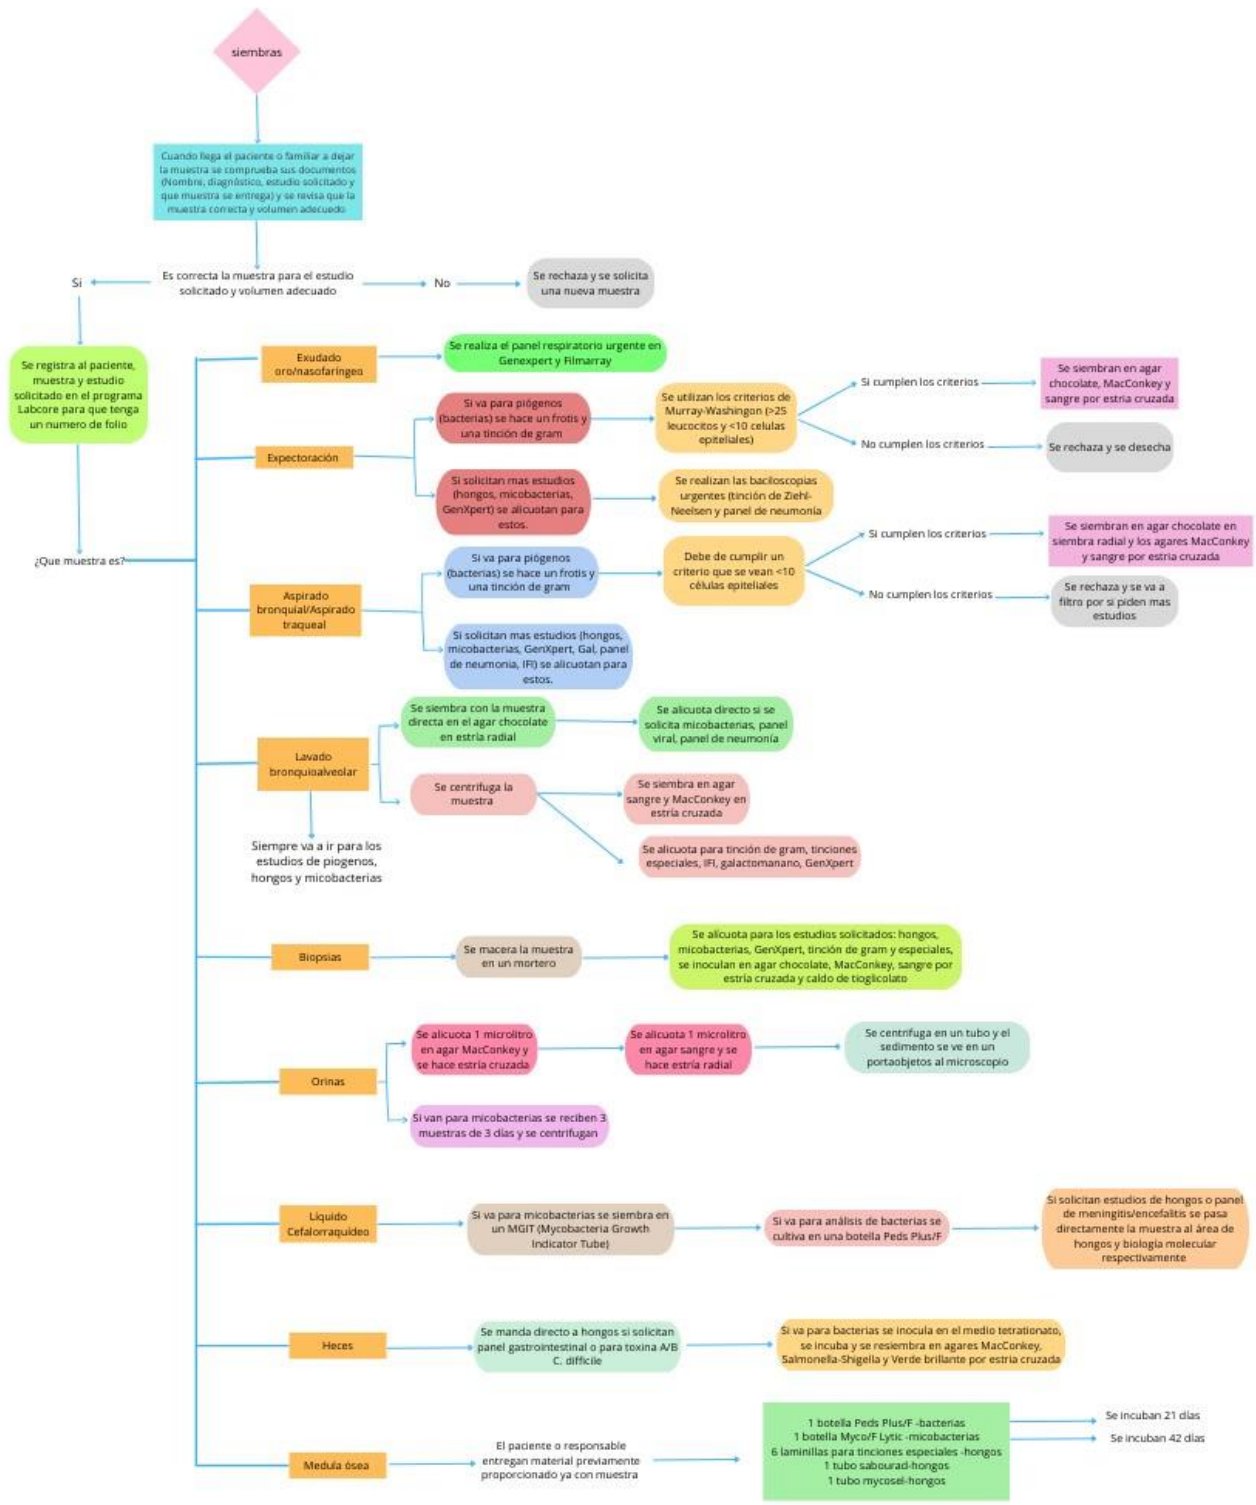 siembras
Cuando llega el paciente o familiar a dejar
la muestra se comprueba sus documentos
(Nombre, diagnóstico, estudio solicitado y
que muestra se entrega) y se revisa que la
muestra correcta y volumen adecuedo
Es correcta la muestra para el estudio
solicitado y volumen adecuado
Si
No
Se rechaza y se solicita
una nueva muestra
Se registra al paciente,
muestra y estudio
solicitado en el programa
Labcore para que tenga
un numero de folio
¿Que muestra es?
Exudado
oro/nasofaríngeo
Se realiza el panel respiratorio urgente en
Genexpert y Filmarray
Expectoración
Si va para piógenos
(bacterias) se hace un frotis y
una tinción de gram
Se utilizan los criterios de
Murray-Washingon (>25
leucocitos y <10 celulas
epiteliales)
Si cumplen los criterios
Se siembran en agar
chocolate, MacConkey y
sangre por estria cruzada
No cumplen los criterios
Se rechaza y se desecha
Si solicitan mas estudios
(hongos, micobacterias,
GenXpert) se alicuotan para
estos.
Se realizan las baciloscopias
urgentes (tinción de Ziehl-
Neelsen y panel de neumonía
Aspirado
bronquial/Aspirado
traqueal
Si va para piógenos
(bacterias) se hace un frotis y
una tinción de gram
Debe de cumplir un
criterio que se vean <10
células epiteliales
Si cumplen los criterios
Se siembran en agar chocolate en
siembra radial y los agares MacConkey
y sangre por estria cruzada
No cumplen los criterios
Se rechaza y se va a
filtro por si piden mas
estudios
Si solicitan mas estudios (hongos,
micobacterias, GenXpert, Gal, panel
de neumonia, IFI) se alicuotan para
estos.
Lavado
bronquioalveolar
Se siembra con la muestra
directa en el agar chocolate
en estría radial
Se alicuota directo si se
solicita micobacterias, panel
viral, panel de neumonía
Se centrifuga la
muestra
Se siembra en agar
sangre y MacConkey en
estría cruzada
Se alicuota para tinción de gram, tinciones
especiales, IFI, galactomanano, GenXpert
Siempre va a ir para los
estudios de piogenos,
hongos y micobacterias
Biopsias
Se macera la muestra
en un mortero
Se alicuota para los estudios solicitados: hongos,
micobacterias, GenXpert, tinción de gram y especiales,
se inoculan en agar chocolate, MacConkey, sangre por
estría cruzada y caldo de tioglicolato
Orinas
Se alicuota 1 microlitro
en agar MacConkey y
se hace estría cruzada
Se alicuota 1 microlitro
en agar sangre y se
hace estría radial
Se centrifuga en un tubo y el
sedimento se ve en un
portaobjetos al microscopio
Si van para micobacterias se reciben 3
muestras de 3 días y se centrifugan
Líquido
Cefalorraquídeo
Si va para micobacterias se siembra en
un MGIT (Mycobacteria Growth
Indicator Tube)
Si va para análisis de bacterias se
cultiva en una botella Peds Plus/F
Si solicitan estudios de hongos o panel
de meningitis/encefalitis se pasa
directamente la muestra al área de
hongos y biología molecular
respectivamente
Heces
Se manda directo a hongos si solicitan
panel gastrointestinal o para toxina A/B
C. difficile
Si va para bacterias se inocula en el medio tetrationato,
se incuba y se resiembra en agares MacConkey,
Salmonella-Shigella y Verde brillante por estria cruzada
Medula ósea
El paciente o responsable
entregan material previamente
proporcionado ya con muestra
1 botella Peds Plus/F -bacterias
1 botella Myco/F Lytic -micobacterias
6 laminillas para tinciones especiales -hongos
1 tubo sabourad-hongos
1 tubo mycosel-hongos
Se incuban 21 días
Se incuban 42 días